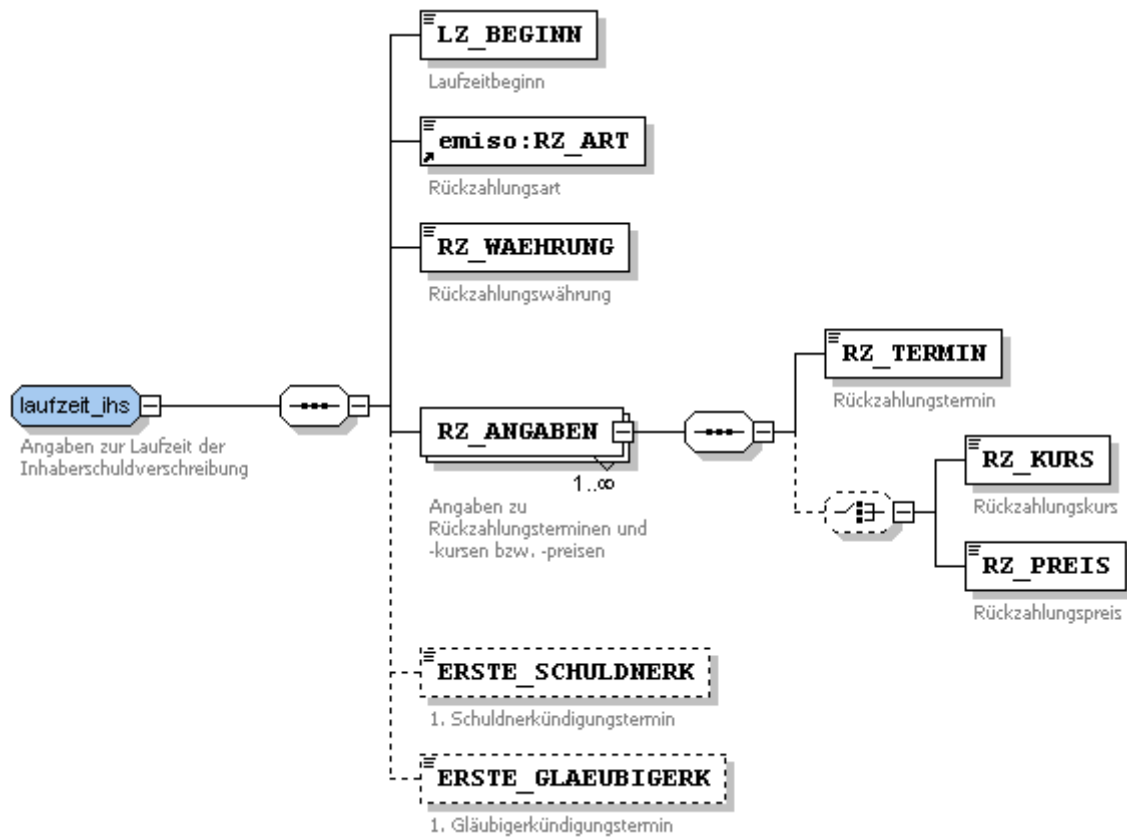 LZ_BEGINN
Laufzeitbeginn
emiso:RZ_ART
Rückzahlungsart
RZ_WAEHRUNG
Rückzahlungswährung
laufzeit_ihs
Angaben zur Laufzeit der
Inhaberschuldverschreibung
RZ_ANGABEN
1..∞
Angaben zu
Rückzahlungsterminen und
-kursen bzw. -preisen
RZ_TERMIN
Rückzahlungstermin
RZ_KURS
Rückzahlungskurs
RZ_PREIS
Rückzahlungspreis
ERSTE_SCHULDNERK
1. Schuldnerkündigungstermin
ERSTE_GLAEUBIGERK
1. Gläubigerkündigungstermin